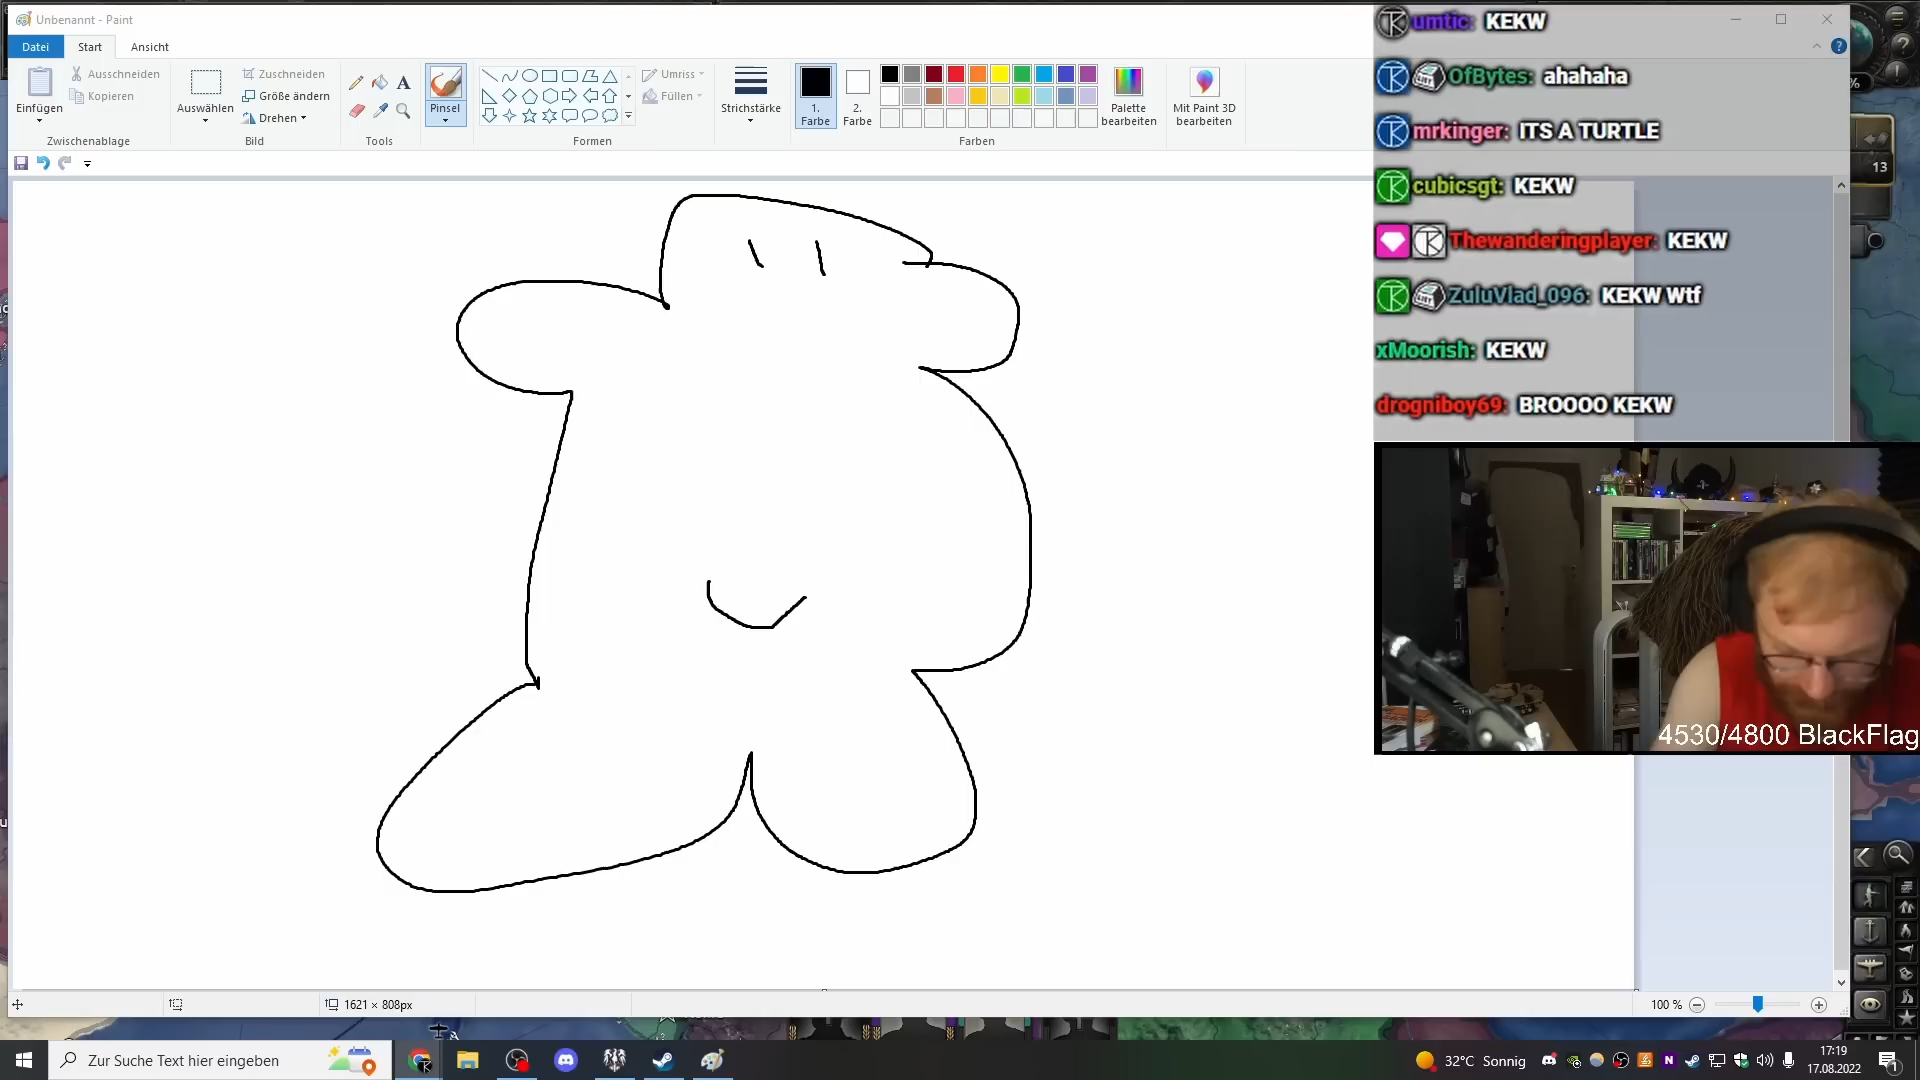 Unbenannt - Paint
Datei
Start
Ansicht
Einfügen
Ausschneiden
Kopieren
Zwischenablage
Auswählen
Zuschneiden
Größe ändern
Drehen
Bild
A
Tools
Pinsel
Umriss
Füllen
Formen
Strichstärke
1.
Farbe
2.
Farbe
Palette
bearbeiten
Mit Paint 3D
bearbeiten
Farben
umtic: KEKW
OfBytes: ahahaha
mrkinger: ITS A TURTLE
cubicsgt: KEKW
Thewanderingplayer: KEKW
ZuluVlad_096: KEKW Wtf
xMoorish: KEKW
drogniboy69: BROOOO KEKW
%
13
4530/4800 BlackFlag
1621 × 808px
100 %
Zur Suche Text hier eingeben
32°C Sonnig
17:19
17.08.2022
1